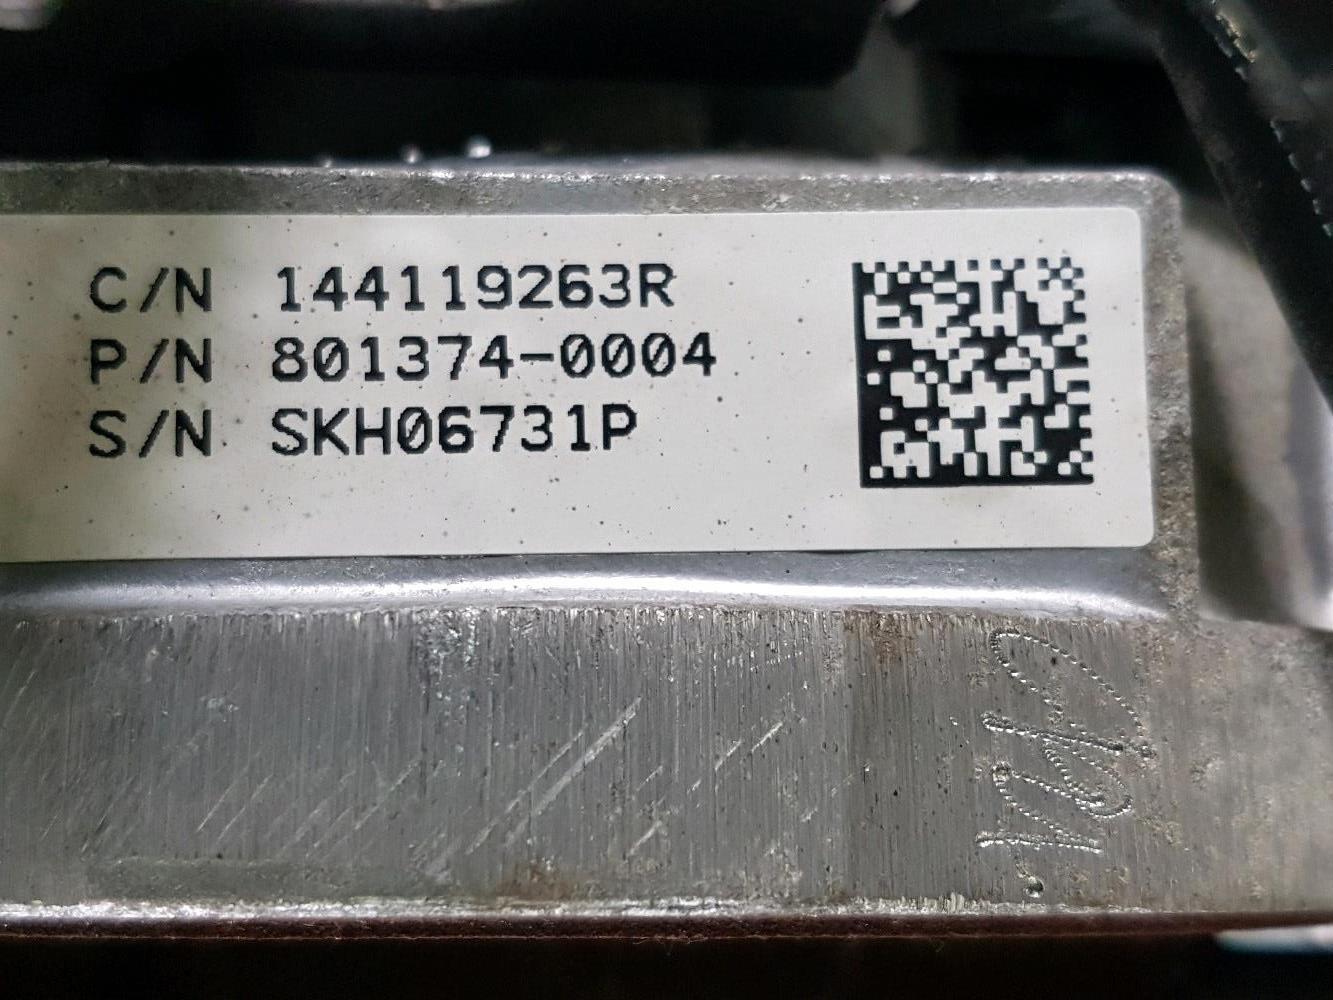 C/N 144119263R
P/N 801374-0004
S/N SKH06731P